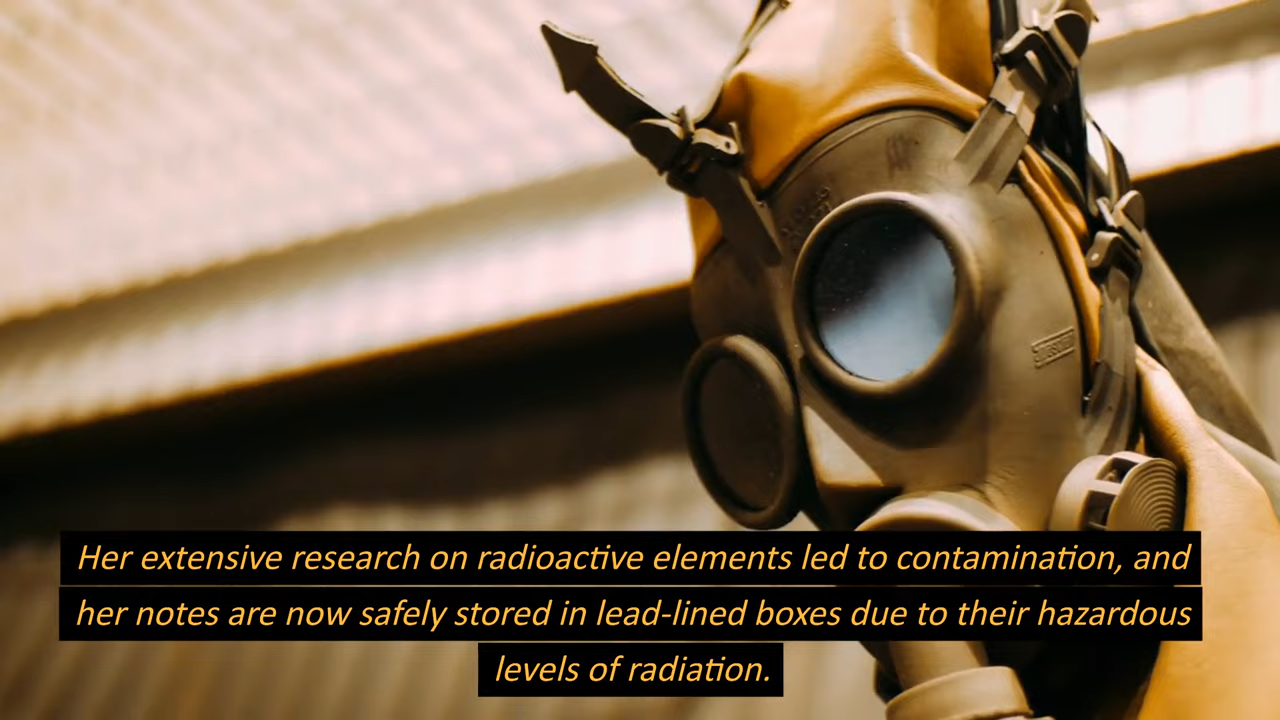 Her extensive research on radioactive elements led to contamination, and
her notes are now safely stored in lead-lined boxes due to their hazardous
levels of radiation.